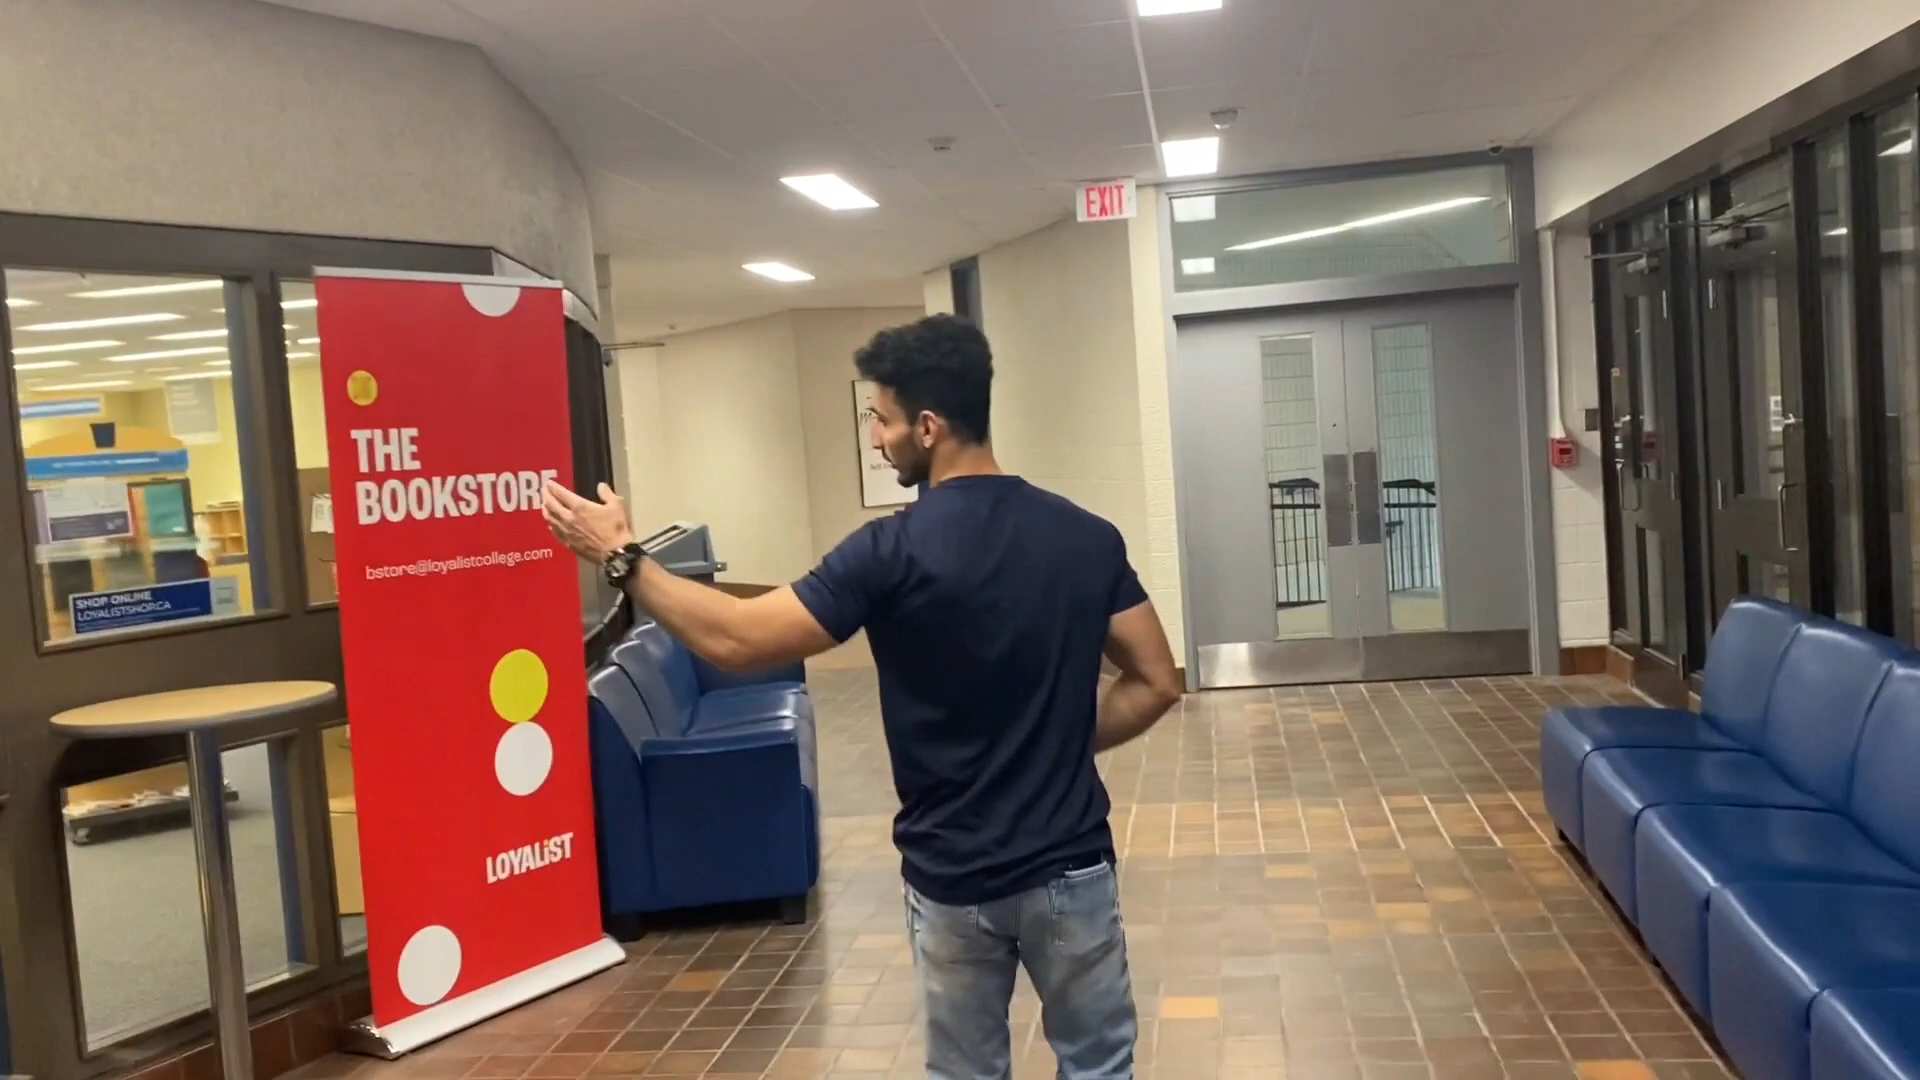 EXIT
THE
BOOKSTORE
bstore@loyalistcollege.com
SHOP ONLINE
LOYALISTSHOP.CA
LOYALiST